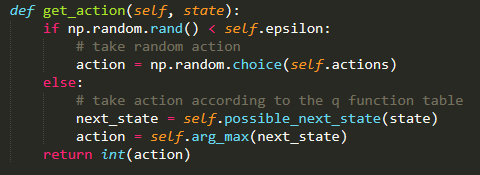 def get_action(self, state):
    if np.random.rand() < self.epsilon:
        # take random action
        action = np.random.choice(self.actions)
    else:
        # take action according to the q function table
        next_state = self.possible_next_state(state)
        action = self.arg_max(next_state)
    return int(action)